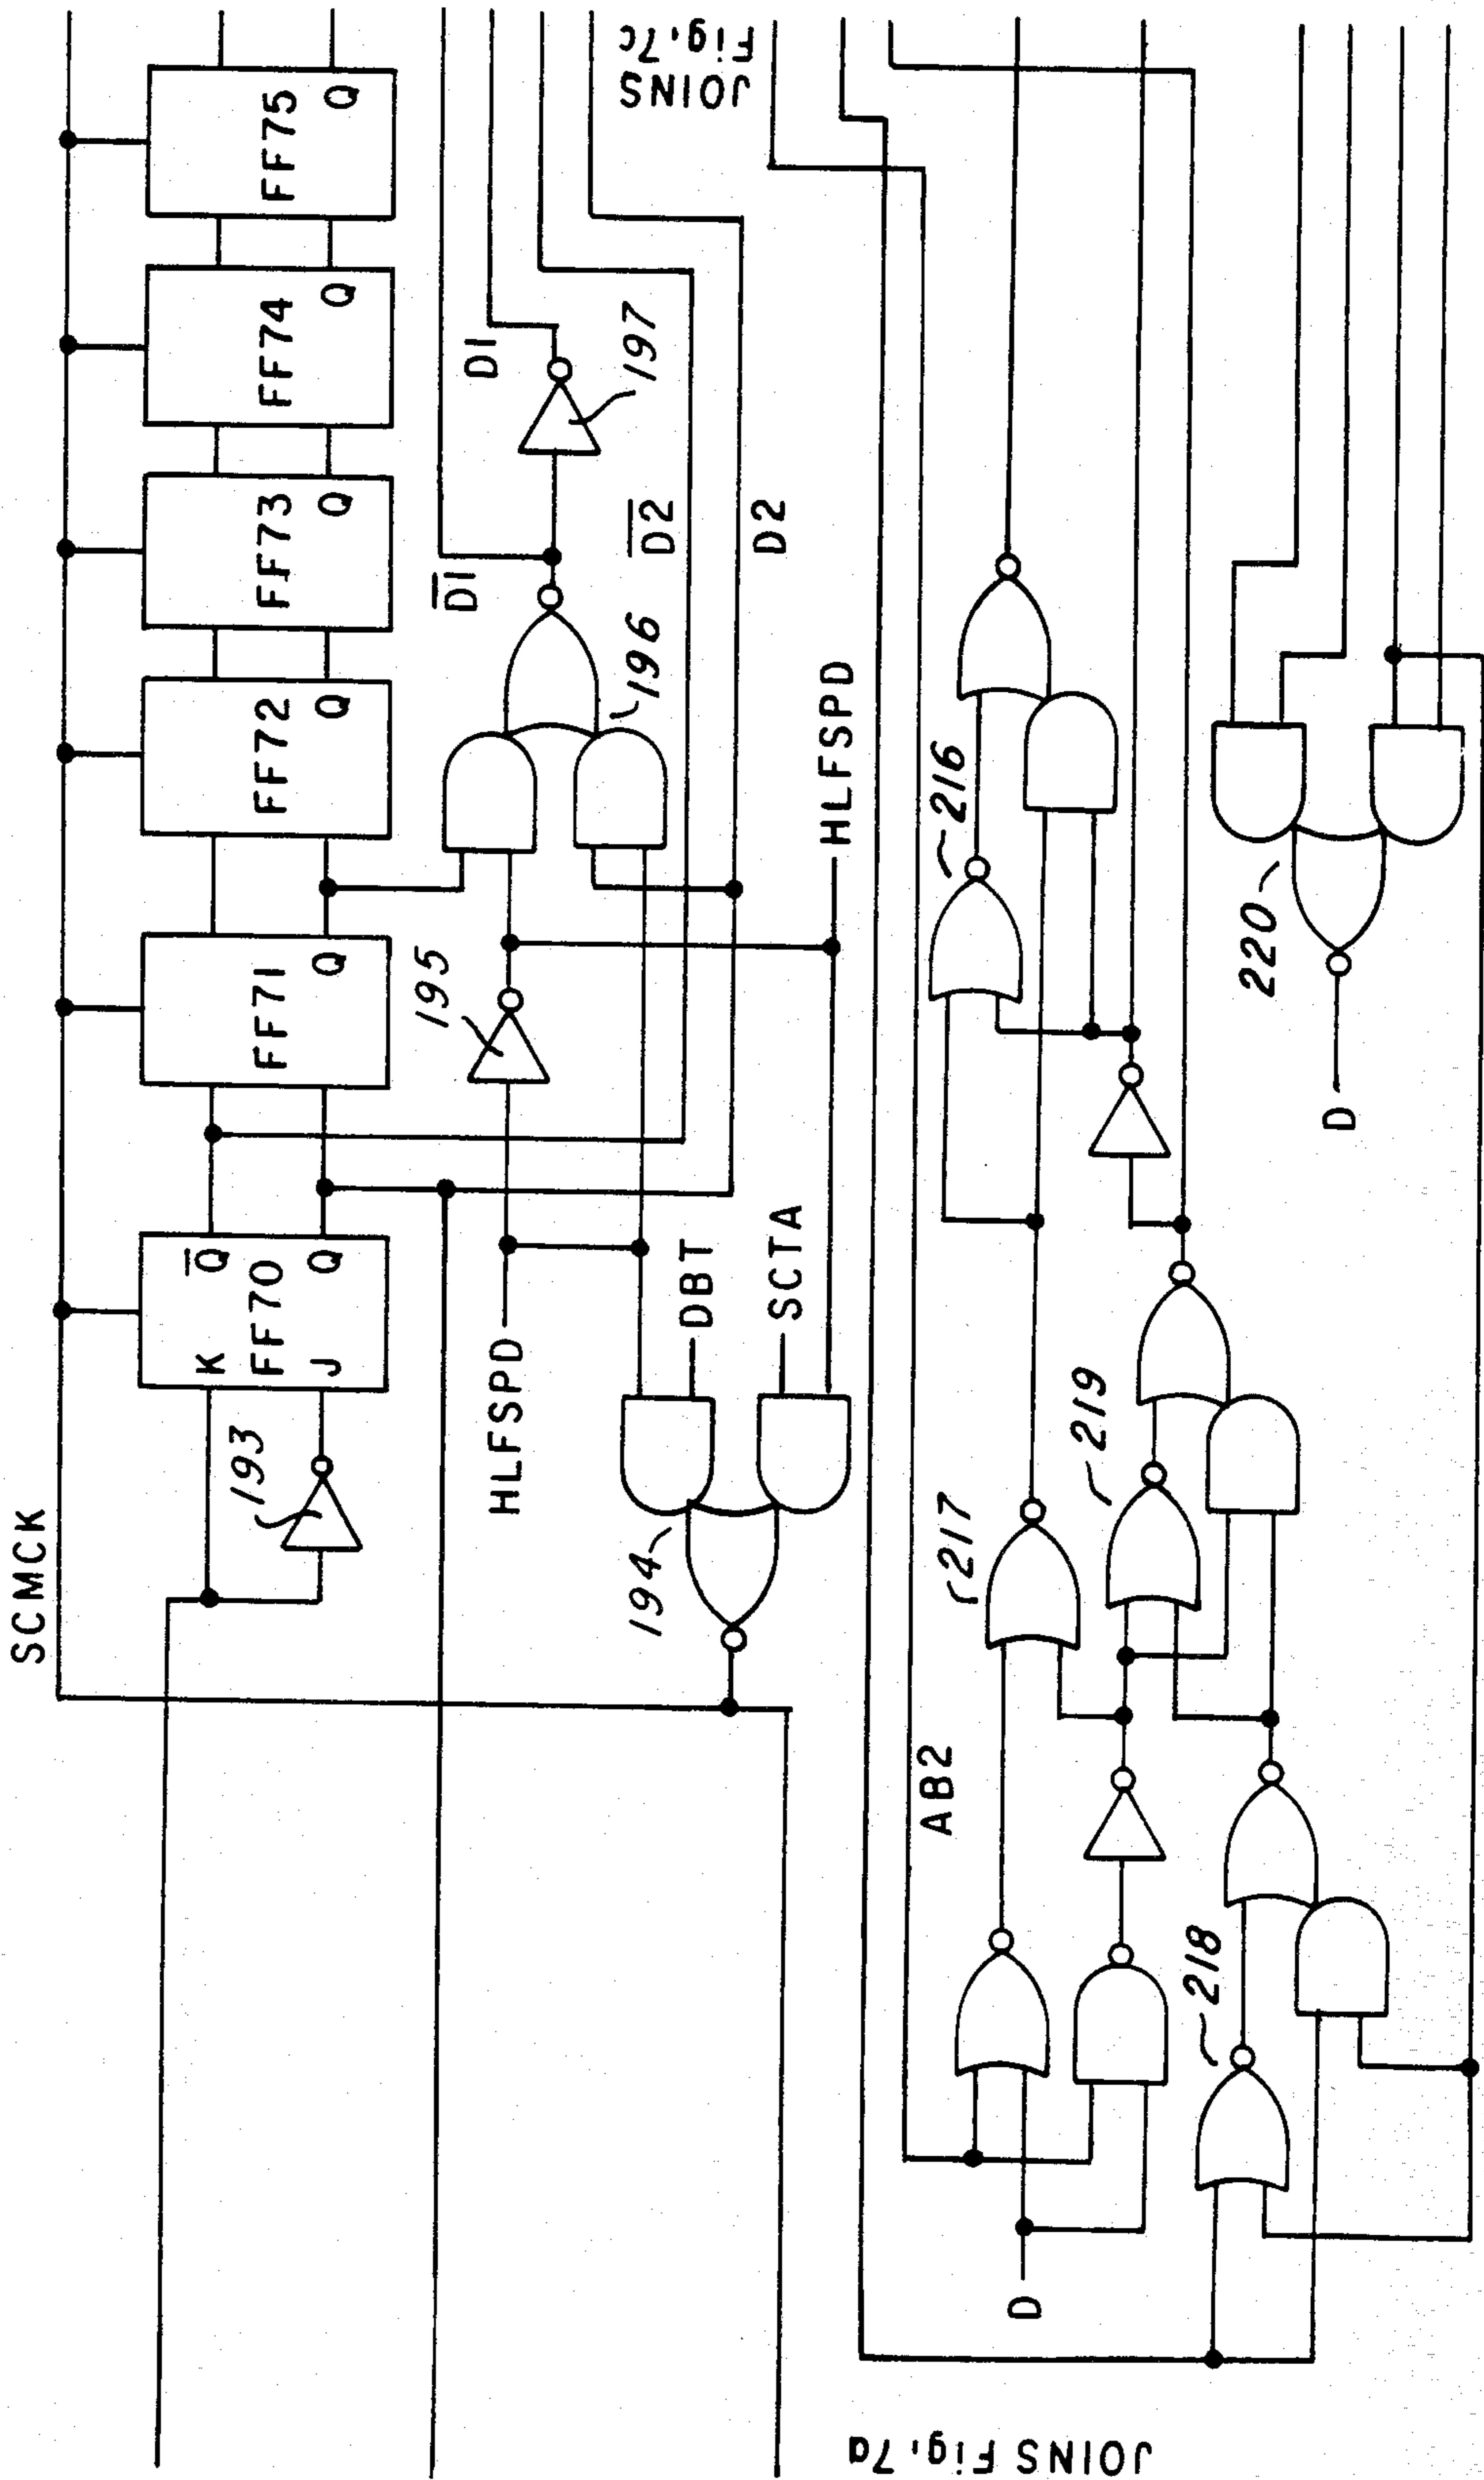 SCMCK
K
Q̅
FF70
J
Q
FF71
Q
FF72
Q
FF73
Q
FF74
Q
FF75
Q
193
HLFSPD
195
D̅1̅
D1
197
196
D̅2̅
D2
DBT
SCTA
194
HLFSPD
JOINS
Fig. 7c
AB2
217
216
D
219
218
220
D
JOINS Fig. 7a